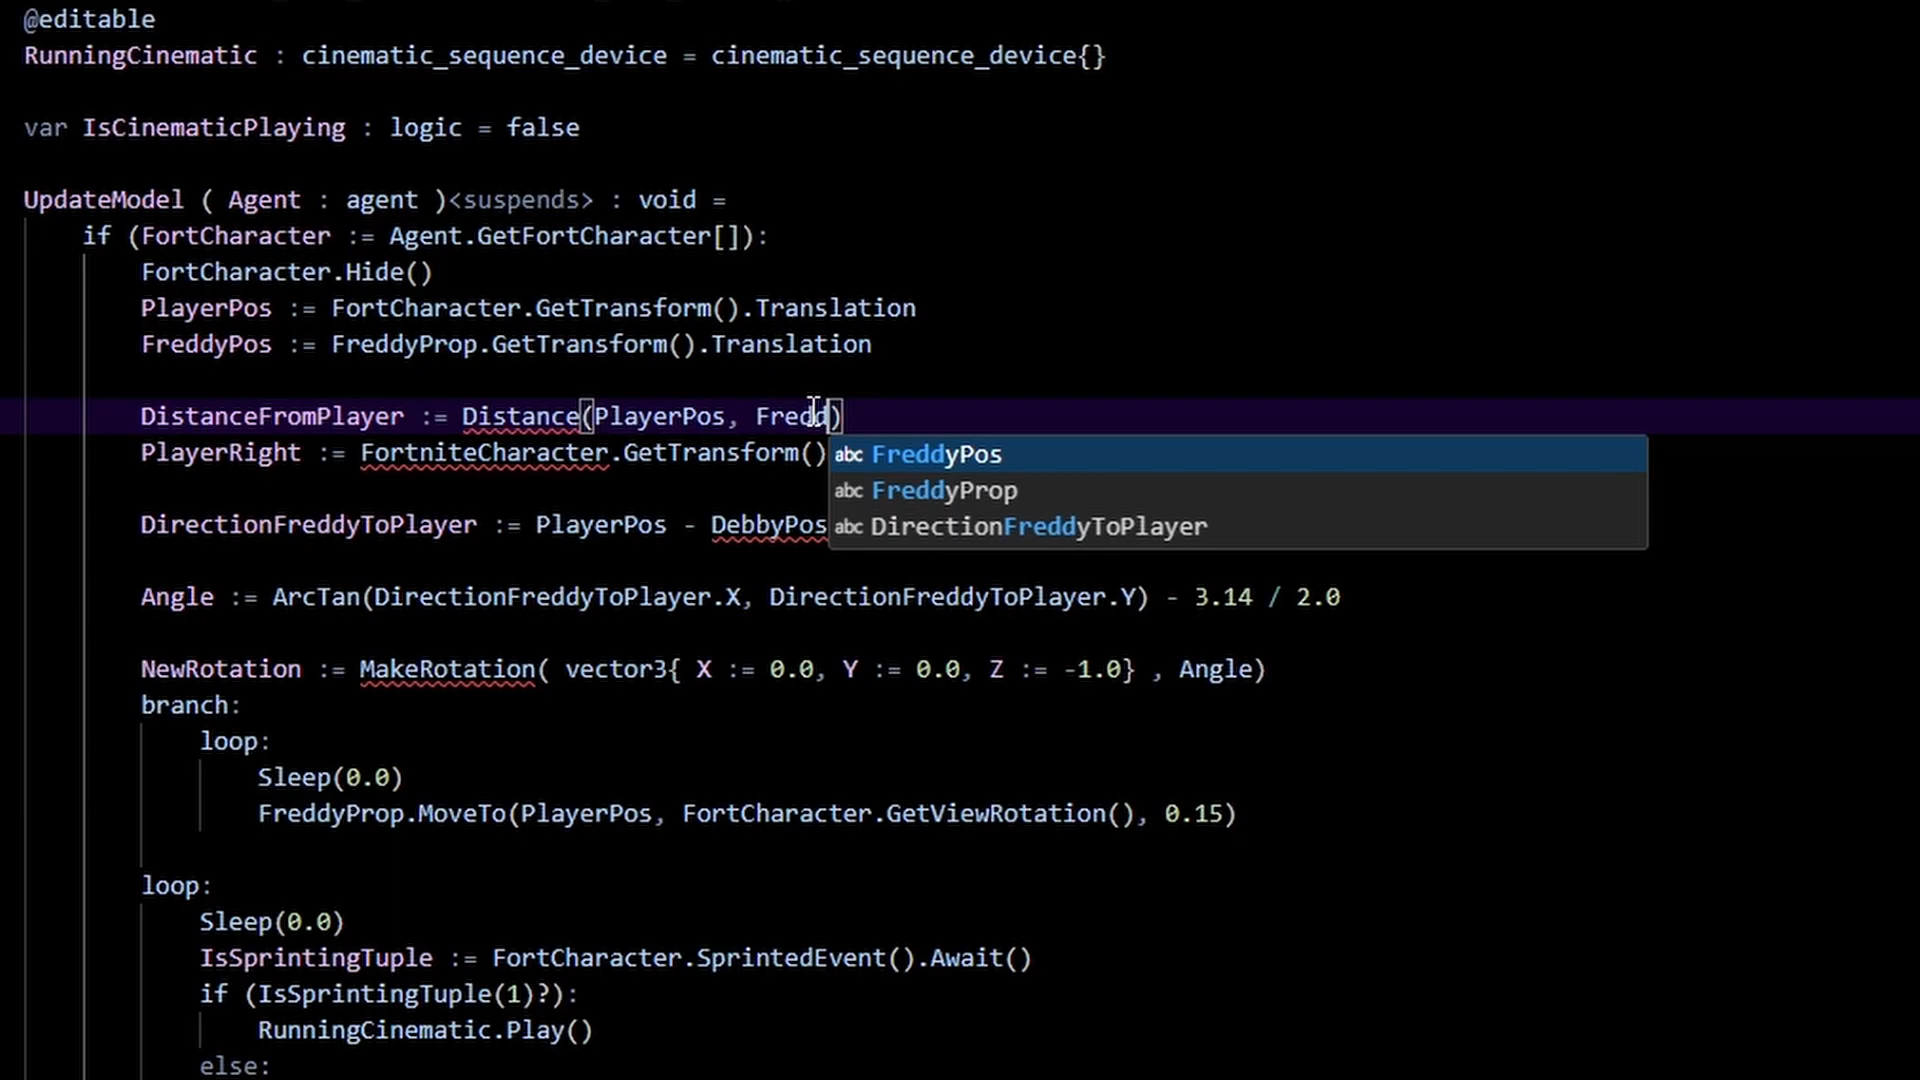 @editable
RunningCinematic : cinematic_sequence_device = cinematic_sequence_device{}
var IsCinematicPlaying : logic = false
UpdateModel ( Agent : agent )<suspends> : void =
if (FortCharacter := Agent.GetFortCharacter[]):
FortCharacter.Hide()
PlayerPos := FortCharacter.GetTransform().Translation
FreddyPos := FreddyProp.GetTransform().Translation
DistanceFromPlayer := Distance(PlayerPos, Fredd)
PlayerRight := FortniteCharacter.GetTransform()
abc FreddyPos
abc FreddyProp
DirectionFreddyToPlayer := PlayerPos - DebbyPos
abc DirectionFreddyToPlayer
Angle := ArcTan(DirectionFreddyToPlayer.X, DirectionFreddyToPlayer.Y) - 3.14 / 2.0
NewRotation := MakeRotation( vector3{ X := 0.0, Y := 0.0, Z := -1.0} , Angle)
branch:
loop:
Sleep(0.0)
FreddyProp.MoveTo(PlayerPos, FortCharacter.GetViewRotation(), 0.15)
loop:
Sleep(0.0)
IsSprintingTuple := FortCharacter.SprintedEvent().Await()
if (IsSprintingTuple(1)?):
RunningCinematic.Play()
else: